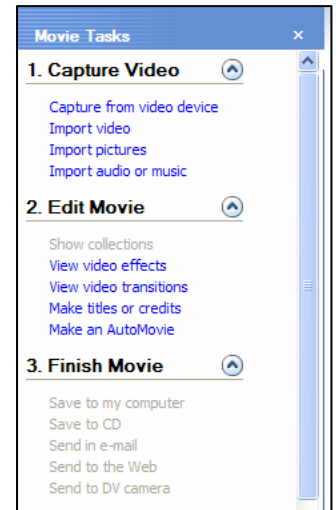 Movie Tasks
1. Capture Video
Capture from video device
Import video
Import pictures
Import audio or music
2. Edit Movie
Show collections
View video effects
View video transitions
Make titles or credits
Make an AutoMovie
3. Finish Movie
Save to my computer
Save to CD
Send in e-mail
Send to the Web
Send to DV camera